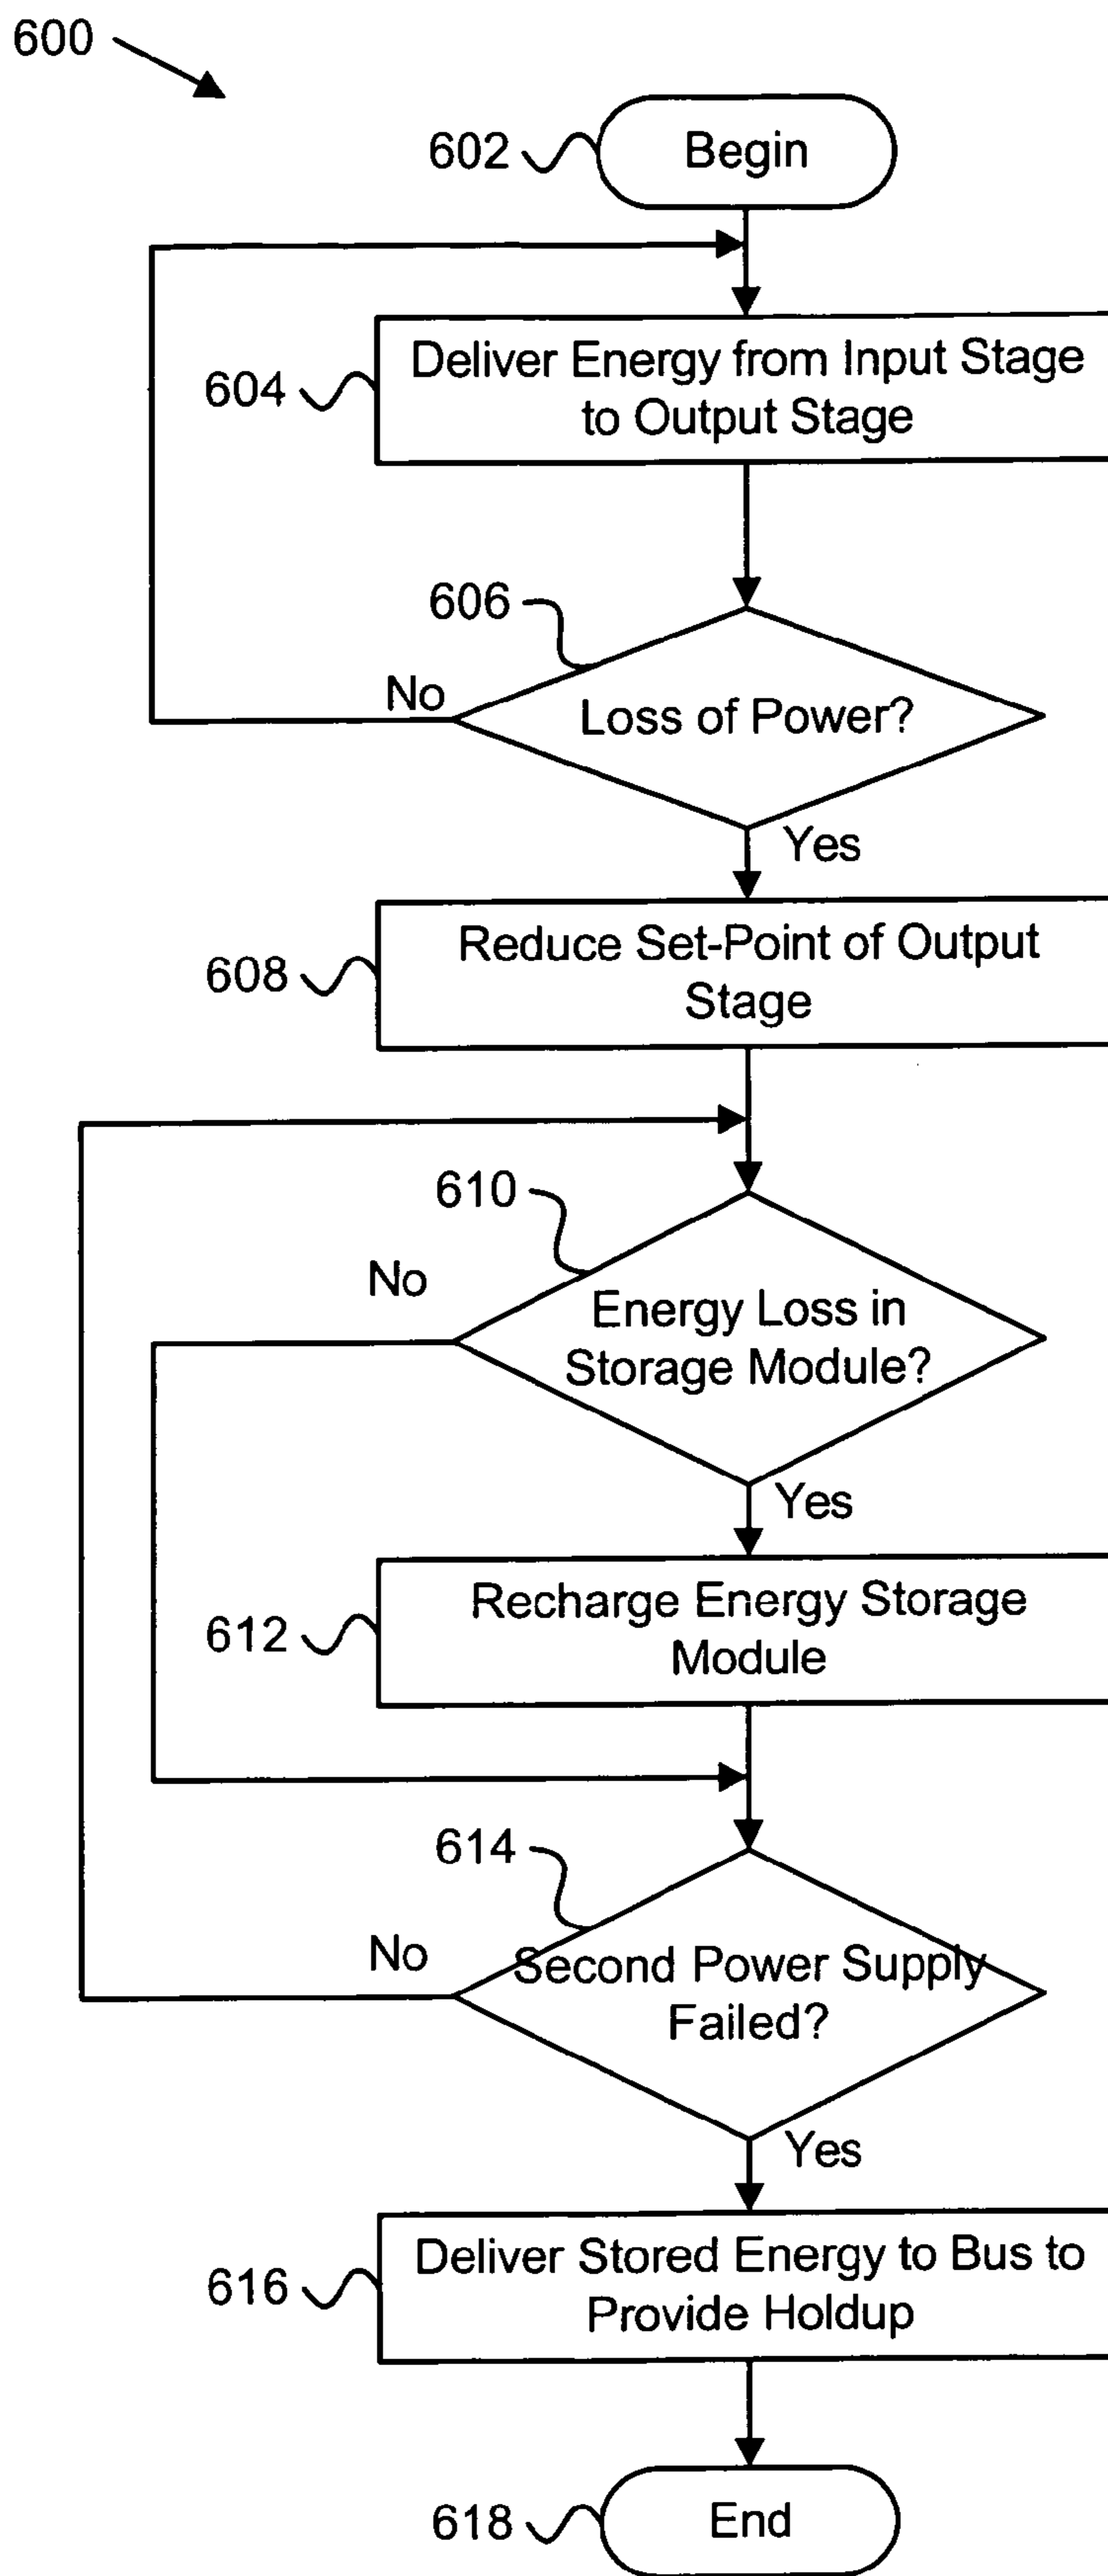 600
602
Begin
604
Deliver Energy from Input Stage
to Output Stage
606
No
Loss of Power?
Yes
608
Reduce Set-Point of Output
Stage
610
No
Energy Loss in
Storage Module?
Yes
612
Recharge Energy Storage
Module
614
No
Second Power Supply
Failed?
Yes
616
Deliver Stored Energy to Bus to
Provide Holdup
618
End